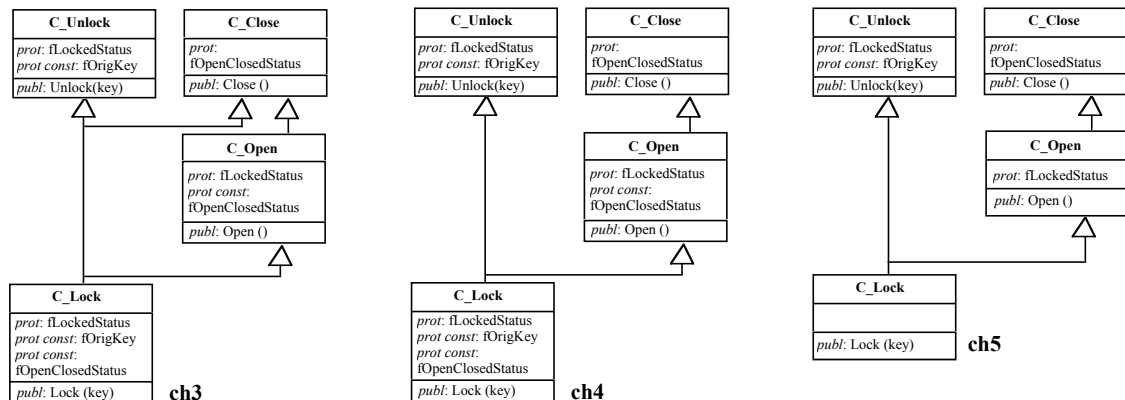 C_Unlock
prot: fLockedStatus
prot const: fOrigKey
publ: Unlock(key)
C_Close
prot:
fOpenClosedStatus
publ: Close ()
C_Open
prot: fLockedStatus
prot const:
fOpenClosedStatus
publ: Open ()
C_Lock
prot: fLockedStatus
prot const: fOrigKey
prot const:
fOpenClosedStatus
publ: Lock (key)
ch3
C_Unlock
prot: fLockedStatus
prot const: fOrigKey
publ: Unlock(key)
C_Close
prot:
fOpenClosedStatus
publ: Close ()
C_Open
prot: fLockedStatus
prot const:
fOpenClosedStatus
publ: Open ()
C_Lock
prot: fLockedStatus
prot const: fOrigKey
prot const:
fOpenClosedStatus
publ: Lock (key)
ch4
C_Unlock
prot: fLockedStatus
prot const: fOrigKey
publ: Unlock(key)
C_Close
prot:
fOpenClosedStatus
publ: Close ()
C_Open
prot: fLockedStatus
publ: Open ()
C_Lock
publ: Lock (key)
ch5